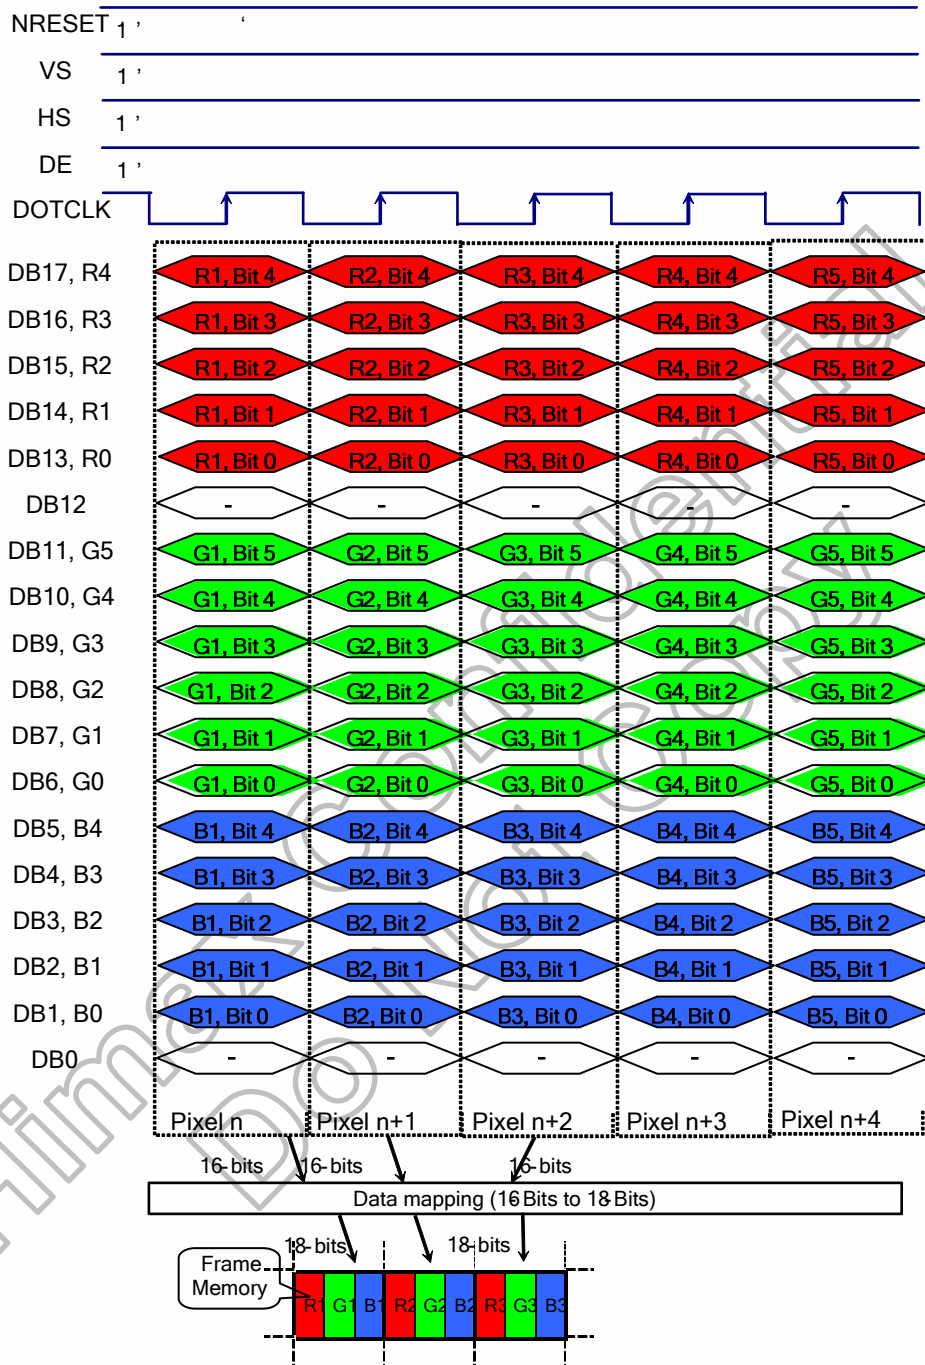 NRESET 1 ’ ‘
VS 1 ’
HS 1 ’
DE 1 ’
DOTCLK
DB17, R4 R1, Bit 4 R2, Bit 4 R3, Bit 4 R4, Bit 4 R5, Bit 4
DB16, R3 R1, Bit 3 R2, Bit 3 R3, Bit 3 R4, Bit 3 R5, Bit 3
DB15, R2 R1, Bit 2 R2, Bit 2 R3, Bit 2 R4, Bit 2 R5, Bit 2
DB14, R1 R1, Bit 1 R2, Bit 1 R3, Bit 1 R4, Bit 1 R5, Bit 1
DB13, R0 R1, Bit 0 R2, Bit 0 R3, Bit 0 R4, Bit 0 R5, Bit 0
DB12 - - - - -
DB11, G5 G1, Bit 5 G2, Bit 5 G3, Bit 5 G4, Bit 5 G5, Bit 5
DB10, G4 G1, Bit 4 G2, Bit 4 G3, Bit 4 G4, Bit 4 G5, Bit 4
DB9, G3 G1, Bit 3 G2, Bit 3 G3, Bit 3 G4, Bit 3 G5, Bit 3
DB8, G2 G1, Bit 2 G2, Bit 2 G3, Bit 2 G4, Bit 2 G5, Bit 2
DB7, G1 G1, Bit 1 G2, Bit 1 G3, Bit 1 G4, Bit 1 G5, Bit 1
DB6, G0 G1, Bit 0 G2, Bit 0 G3, Bit 0 G4, Bit 0 G5, Bit 0
DB5, B4 B1, Bit 4 B2, Bit 4 B3, Bit 4 B4, Bit 4 B5, Bit 4
DB4, B3 B1, Bit 3 B2, Bit 3 B3, Bit 3 B4, Bit 3 B5, Bit 3
DB3, B2 B1, Bit 2 B2, Bit 2 B3, Bit 2 B4, Bit 2 B5, Bit 2
DB2, B1 B1, Bit 1 B2, Bit 1 B3, Bit 1 B4, Bit 1 B5, Bit 1
DB1, B0 B1, Bit 0 B2, Bit 0 B3, Bit 0 B4, Bit 0 B5, Bit 0
DB0 - - - - -
Pixel n Pixel n+1 Pixel n+2 Pixel n+3 Pixel n+4
16-bits 16-bits 16-bits
Data mapping (16 Bits to 18-Bits)
18-bits 18-bits
Frame
Memory
R1 G1 B1 R2 G2 B2 R3 G3 B3
Himax Confidential
Do Not Copy